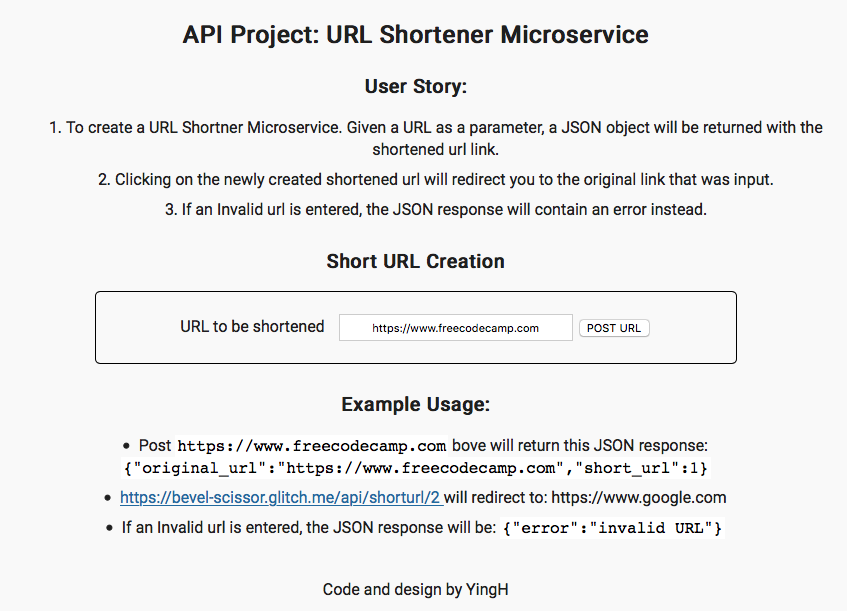 API Project: URL Shortener Microservice
User Story:
1. To create a URL Shortner Microservice. Given a URL as a parameter, a JSON object will be returned with the
shortened url link.
2. Clicking on the newly created shortened url will redirect you to the original link that was input.
3. If an Invalid url is entered, the JSON response will contain an error instead.
Short URL Creation
URL to be shortened https://www.freecodecamp.com POST URL
Example Usage:
• Post https://www.freecodecamp.com bove will return this JSON response:
{"original_url":"https://www.freecodecamp.com","short_url":1}
• https://bevel-scissor.glitch.me/api/shorturl/2 will redirect to: https://www.google.com
• If an Invalid url is entered, the JSON response will be: {"error":"invalid URL"}
Code and design by YingH